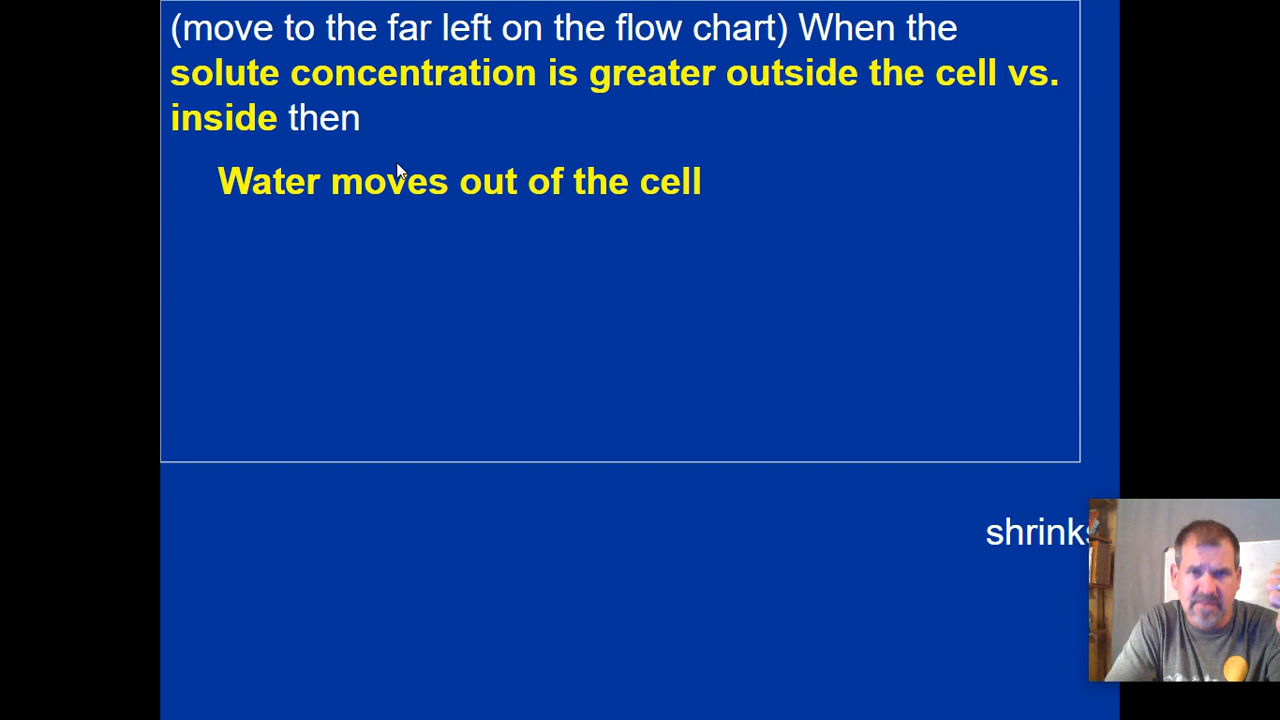 (move to the far left on the flow chart) When the
solute concentration is greater outside the cell vs.
inside then
Water moves out of the cell
shrinks